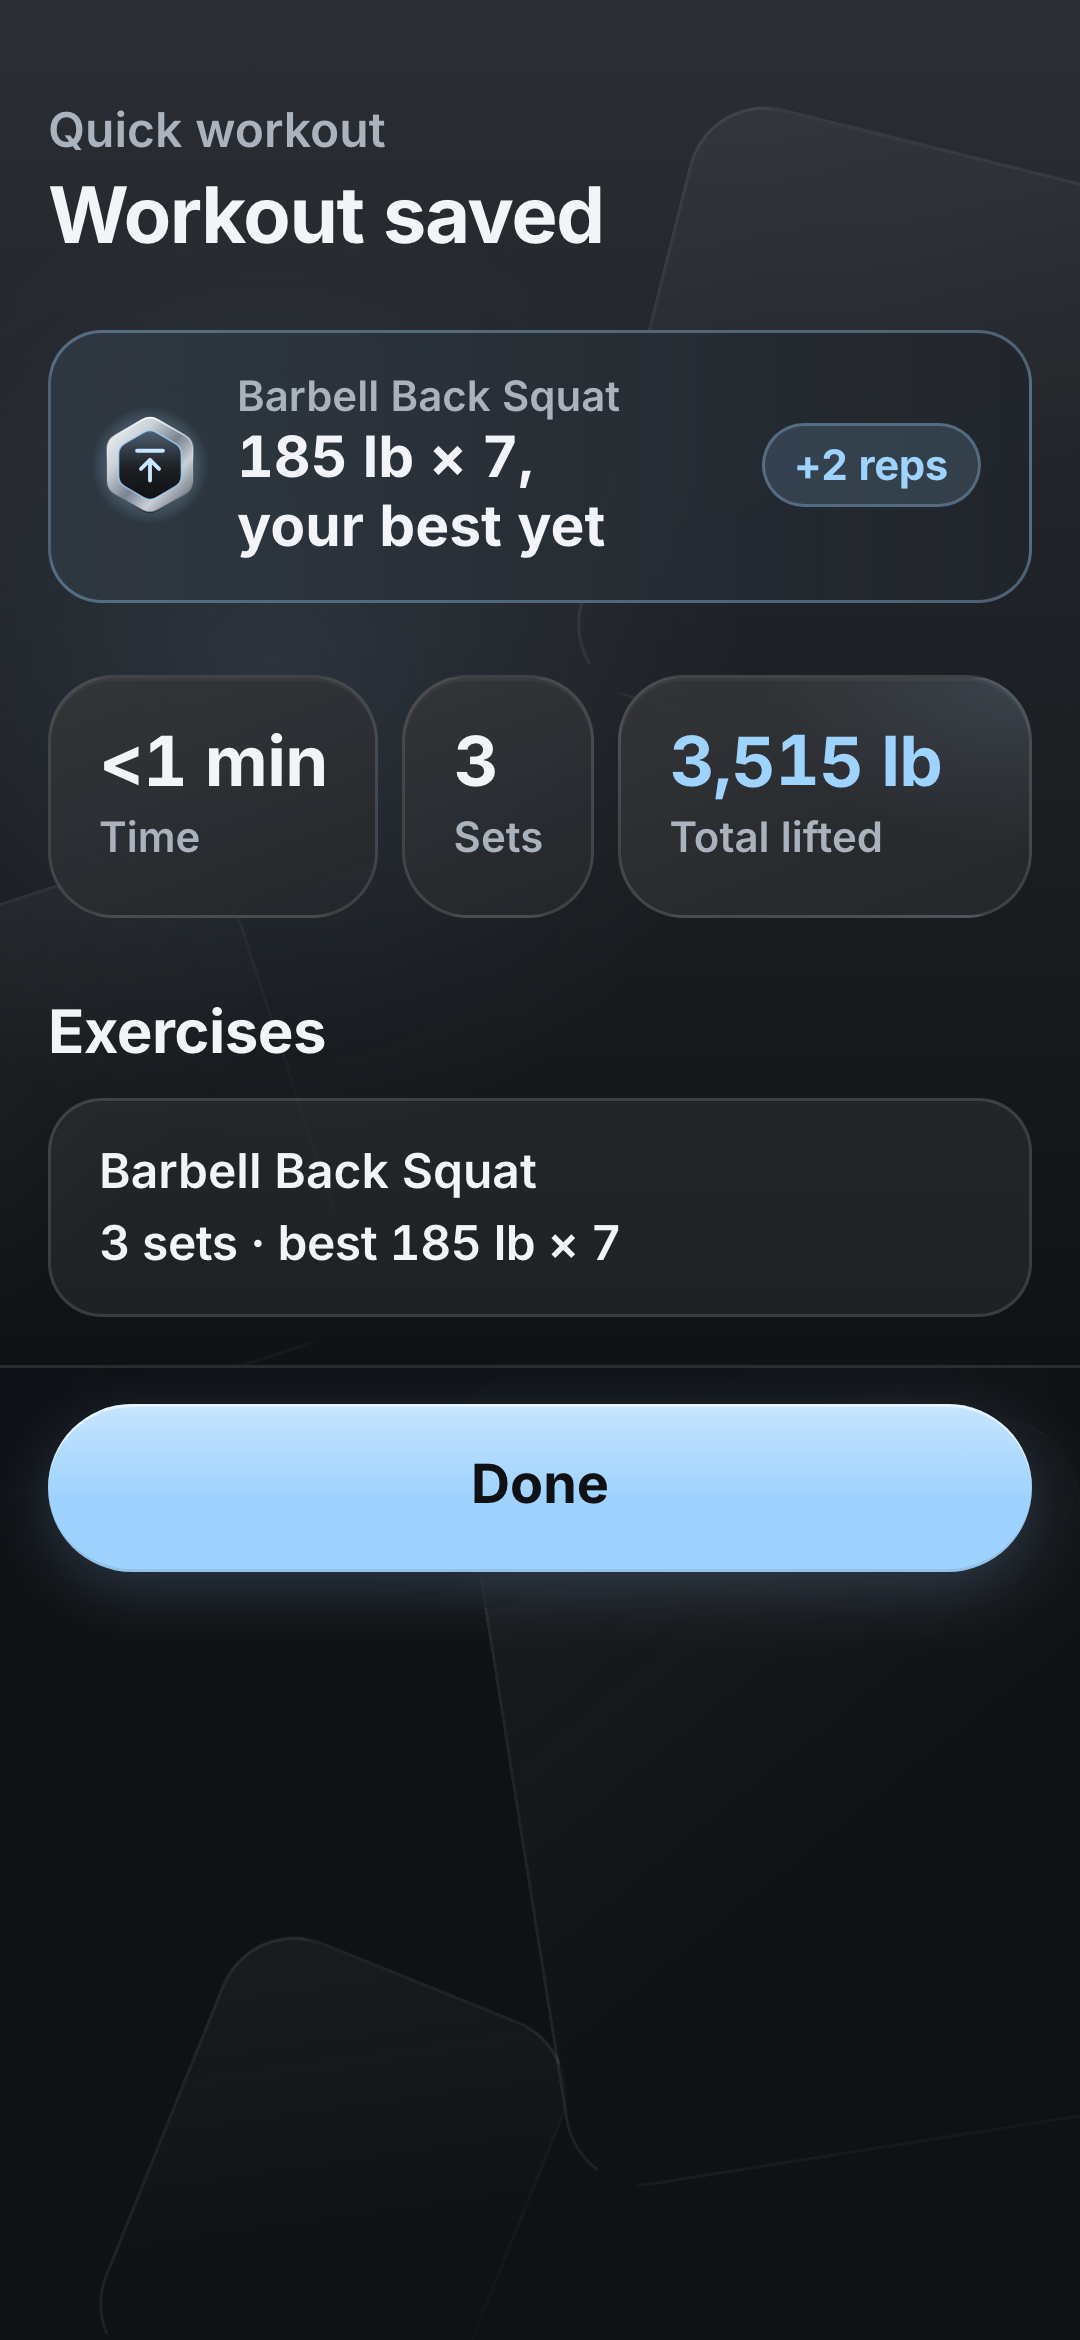 Quick workout
Workout saved
Barbell Back Squat
185 lb × 7,
your best yet
+2 reps
<1 min
Time
3
Sets
3,515 lb
Total lifted
Exercises
Barbell Back Squat
3 sets · best 185 lb × 7
Done